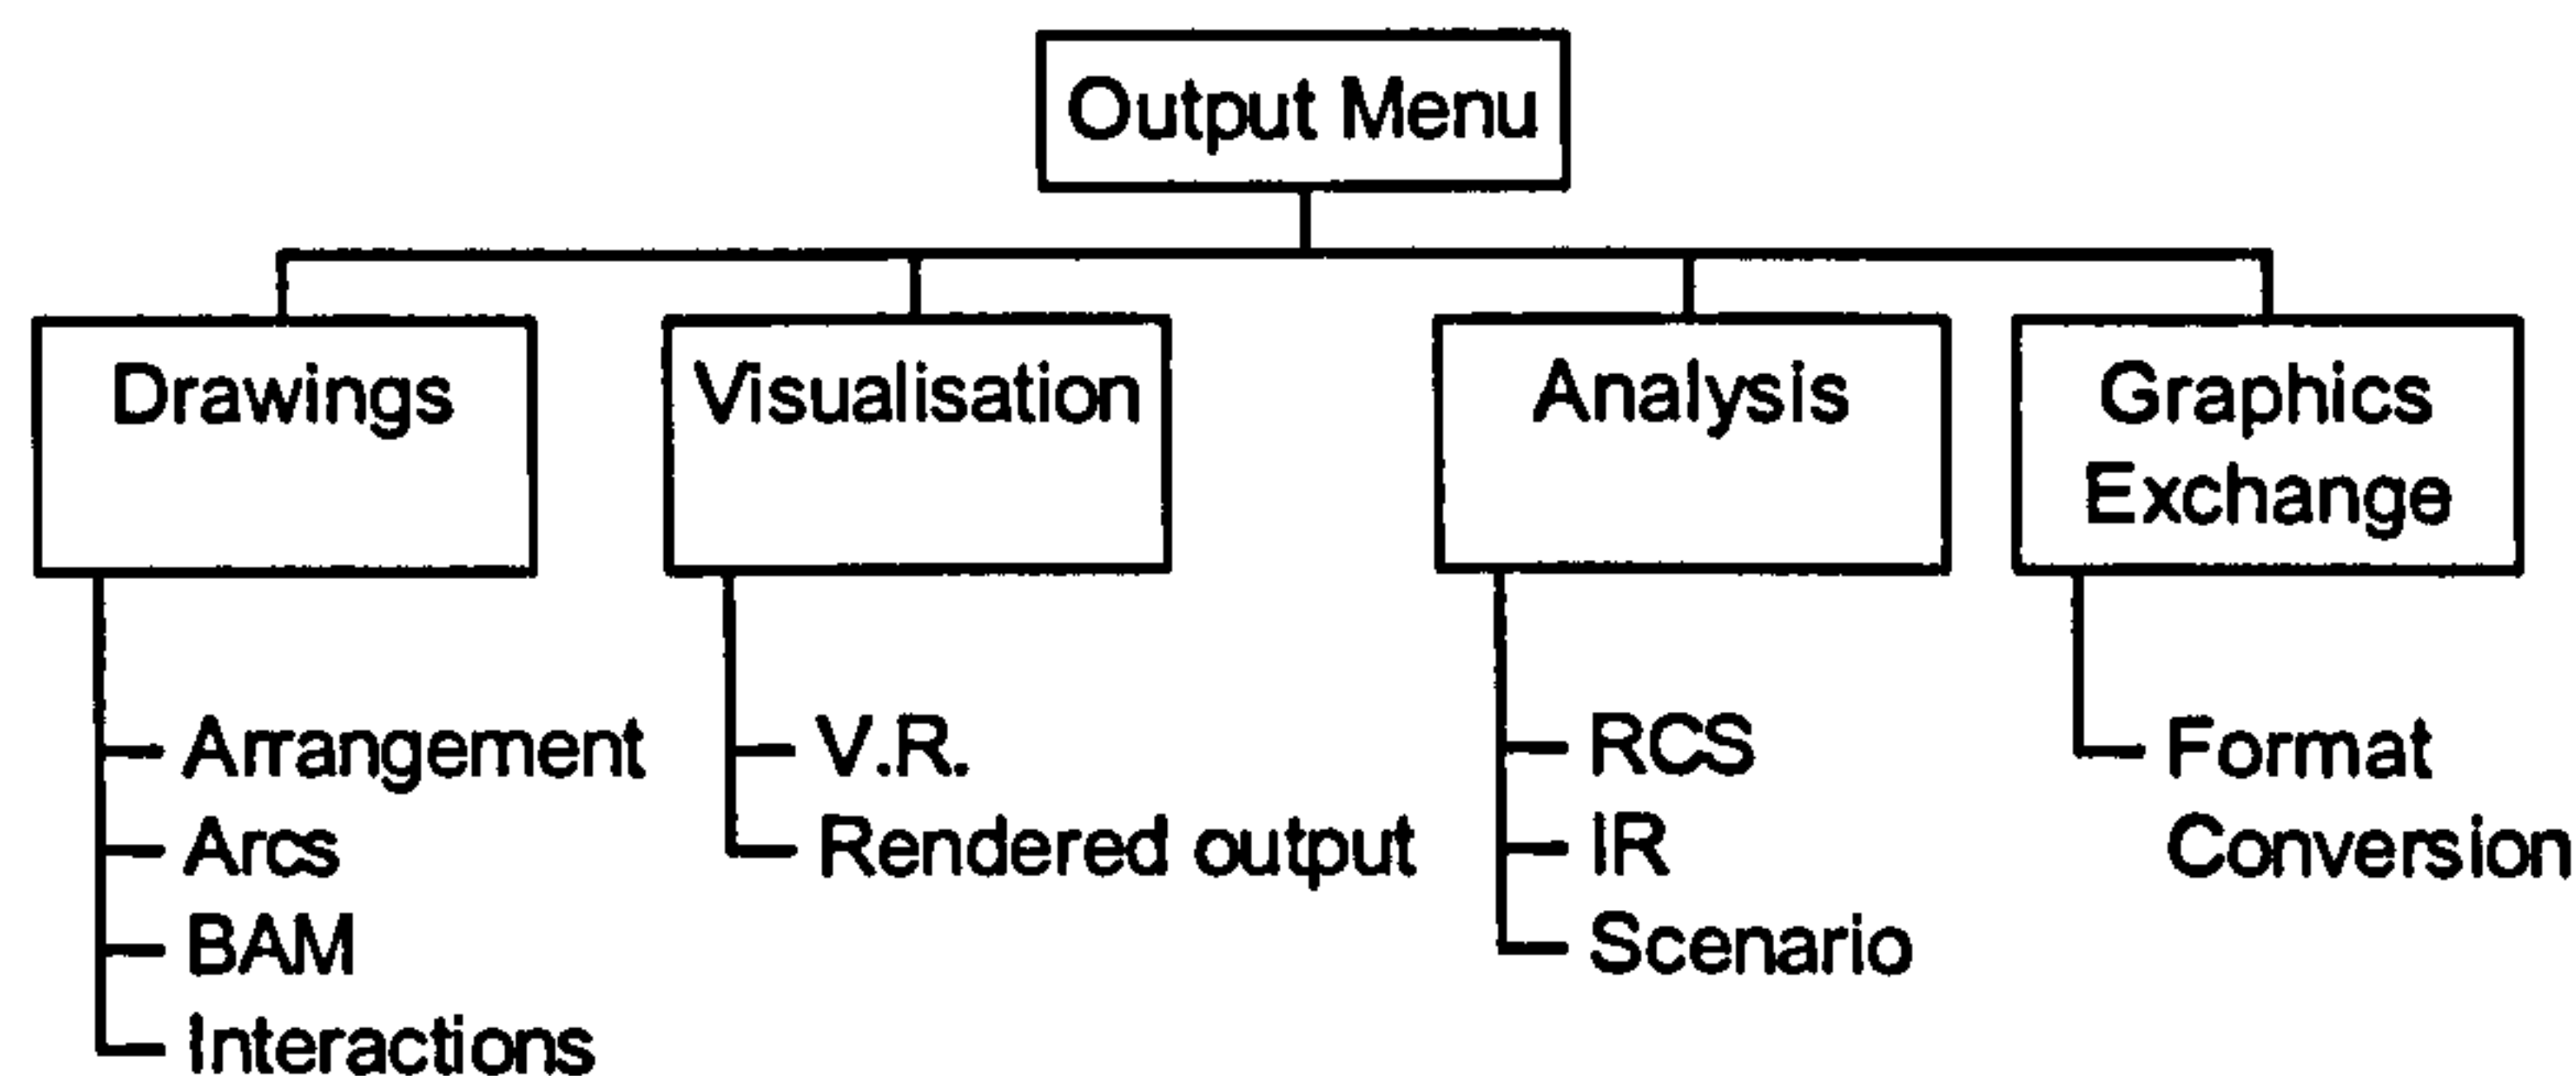 Output Menu
Drawings
Visualisation
Analysis
Graphics
Exchange
Arrangement
Arcs
BAM
Interactions
V.R.
Rendered output
RCS
IR
Scenario
Format
Conversion